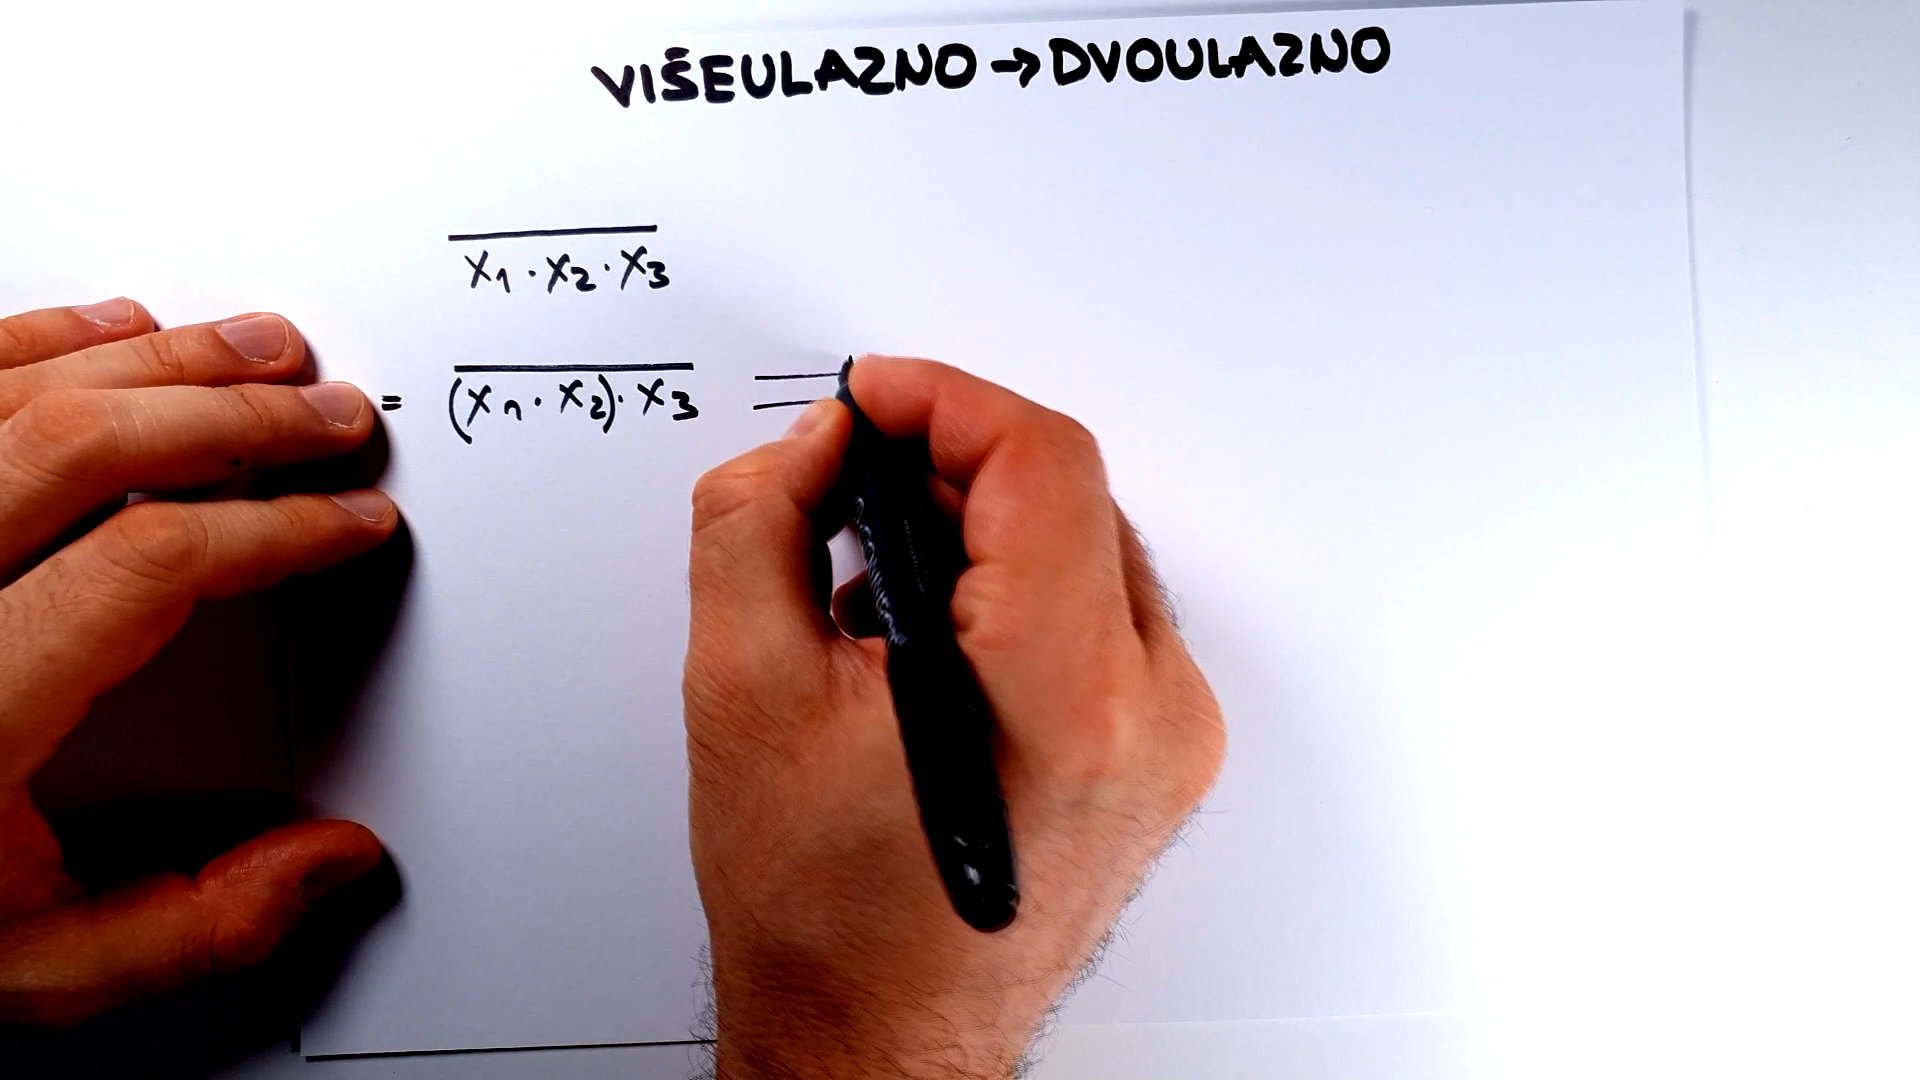 VIŠEULAZNO → DVOULAZNO
x₁ · x₂ · x₃
= (x₁ · x₂) · x₃